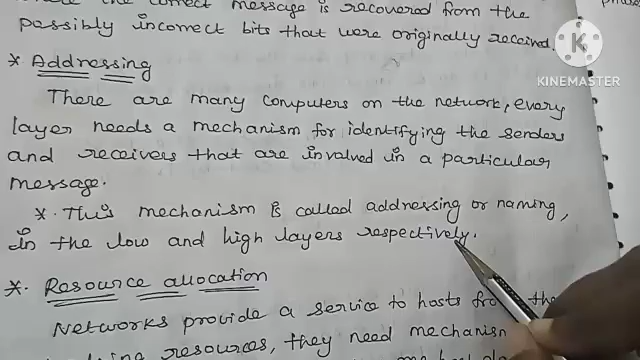 the correct message is recovered from the
possibly incorrect bits that were originally received.
* Addressing
There are many computers on the network, every
layer needs a mechanism for identifying the senders
and receivers that are involved in a particular
message.
* This mechanism is called addressing or naming,
in the low and high layers respectively.
* Resource allocation
Networks provide a service to hosts from the
resources, they need mechanism
K
KINEMASTER